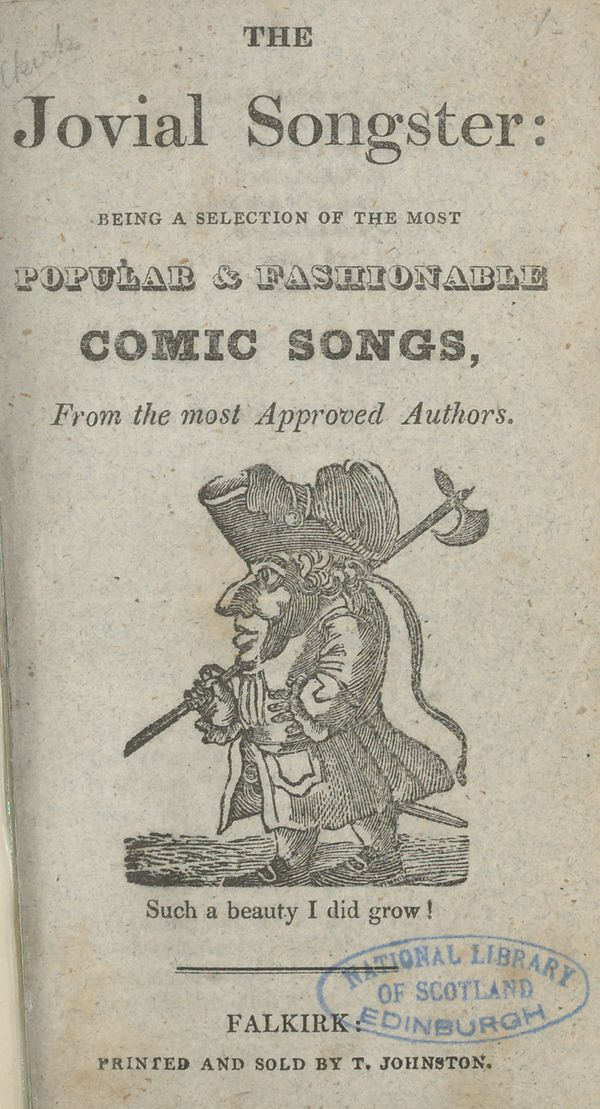 THE
Jovial Songster:
BEING A SELECTION OF THE MOST
POPULAR & FASHIONABLE
COMIC SONGS,
From the most Approved Authors.
Such a beauty I did grow!
NATIONAL LIBRARY
OF SCOTLAND
EDINBURGH
FALKIRK:
PRINTED AND SOLD BY T. JOHNSTON.